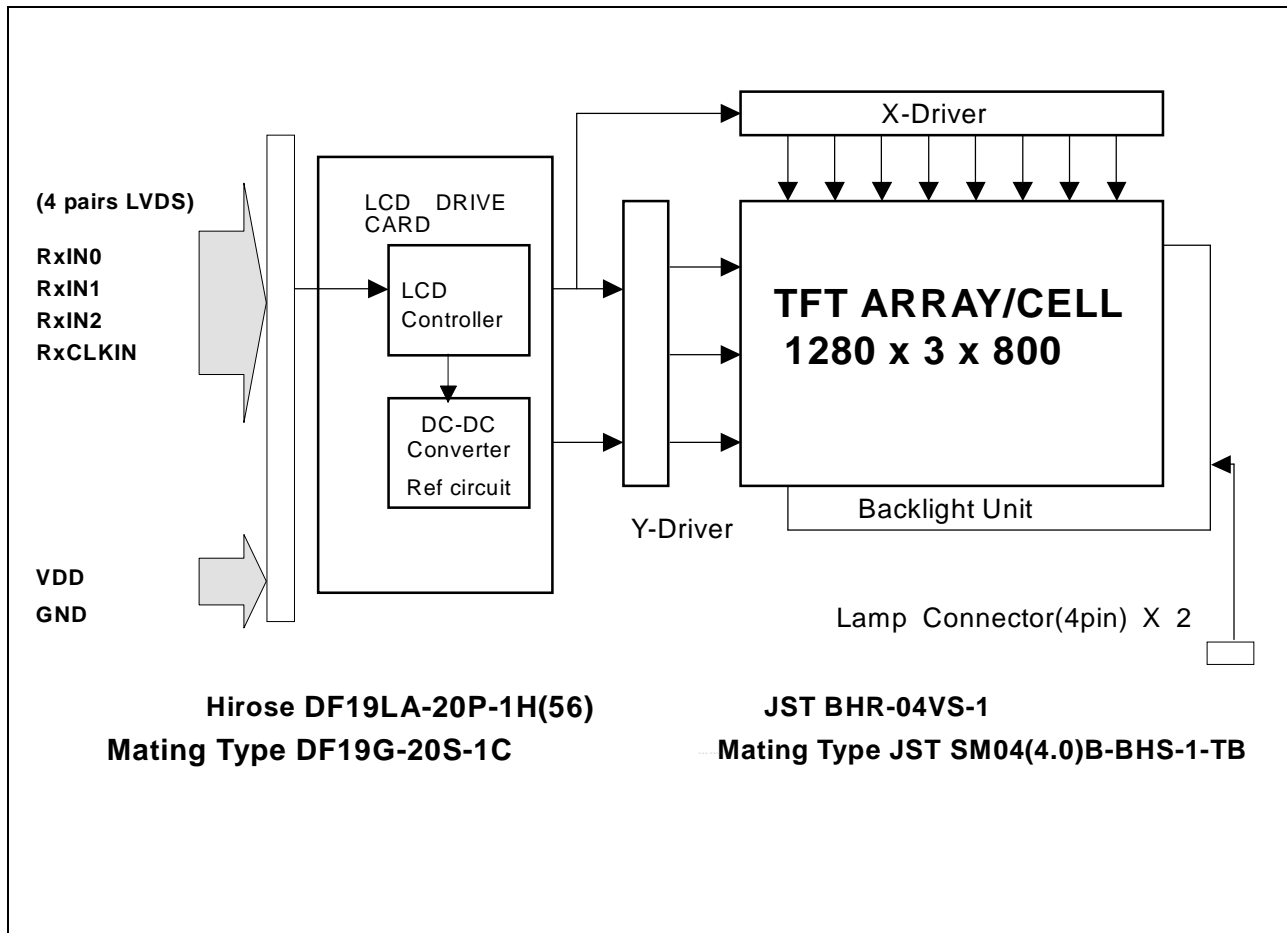 X-Driver
(4 pairs LVDS)
RxIN0
RxIN1
RxIN2
RxCLKIN
LCD DRIVE
CARD
LCD
Controller
DC-DC
Converter
Ref circuit
TFT ARRAY/CELL
1280 x 3 x 800
Backlight Unit
Y-Driver
VDD
GND
Lamp Connector(4pin) X 2
Hirose DF19LA-20P-1H(56)
Mating Type DF19G-20S-1C
JST BHR-04VS-1
Mating Type JST SM04(4.0)B-BHS-1-TB